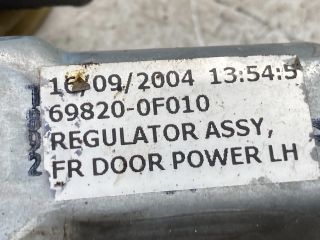 16/09/2004 13:54:5
69820-0F010
REGULATOR ASSY,
FR DOOR POWER LH